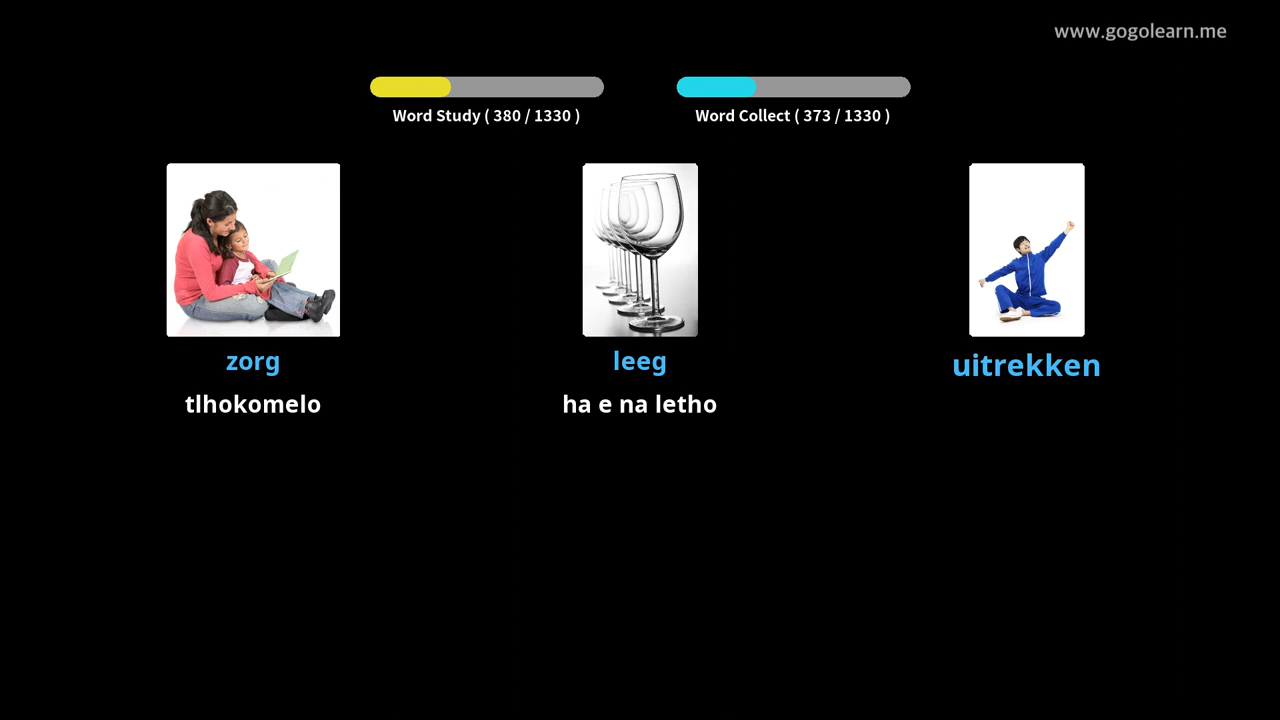 www.gogolearn.me
Word Study ( 380 / 1330 )
Word Collect ( 373 / 1330 )
zorg
tlhokomelo
leeg
ha e na letho
uitrekken